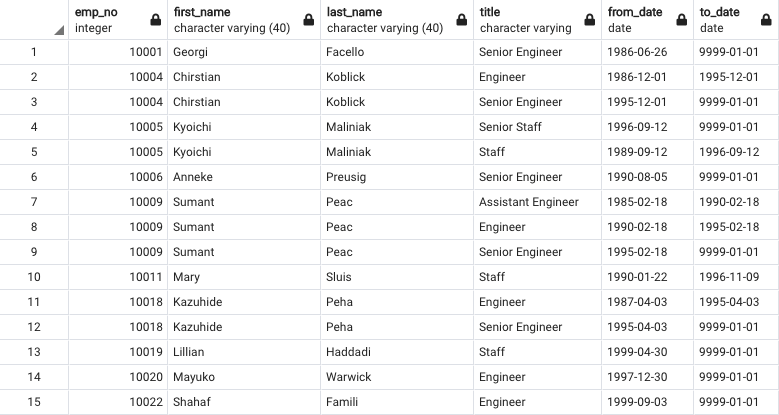 emp_no first_name last_name title from_date to_date
integer character varying (40) character varying (40) character varying date date
1 10001 Georgi Facello Senior Engineer 1986-06-26 9999-01-01
2 10004 Chirstian Koblick Engineer 1986-12-01 1995-12-01
3 10004 Chirstian Koblick Senior Engineer 1995-12-01 9999-01-01
4 10005 Kyoichi Maliniak Senior Staff 1996-09-12 9999-01-01
5 10005 Kyoichi Maliniak Staff 1989-09-12 1996-09-12
6 10006 Anneke Preusig Senior Engineer 1990-08-05 9999-01-01
7 10009 Sumant Peac Assistant Engineer 1985-02-18 1990-02-18
8 10009 Sumant Peac Engineer 1990-02-18 1995-02-18
9 10009 Sumant Peac Senior Engineer 1995-02-18 9999-01-01
10 10011 Mary Sluis Staff 1990-01-22 1996-11-09
11 10018 Kazuhide Peha Engineer 1987-04-03 1995-04-03
12 10018 Kazuhide Peha Senior Engineer 1995-04-03 9999-01-01
13 10019 Lillian Haddadi Staff 1999-04-30 9999-01-01
14 10020 Mayuko Warwick Engineer 1997-12-30 9999-01-01
15 10022 Shahaf Famili Engineer 1999-09-03 9999-01-01